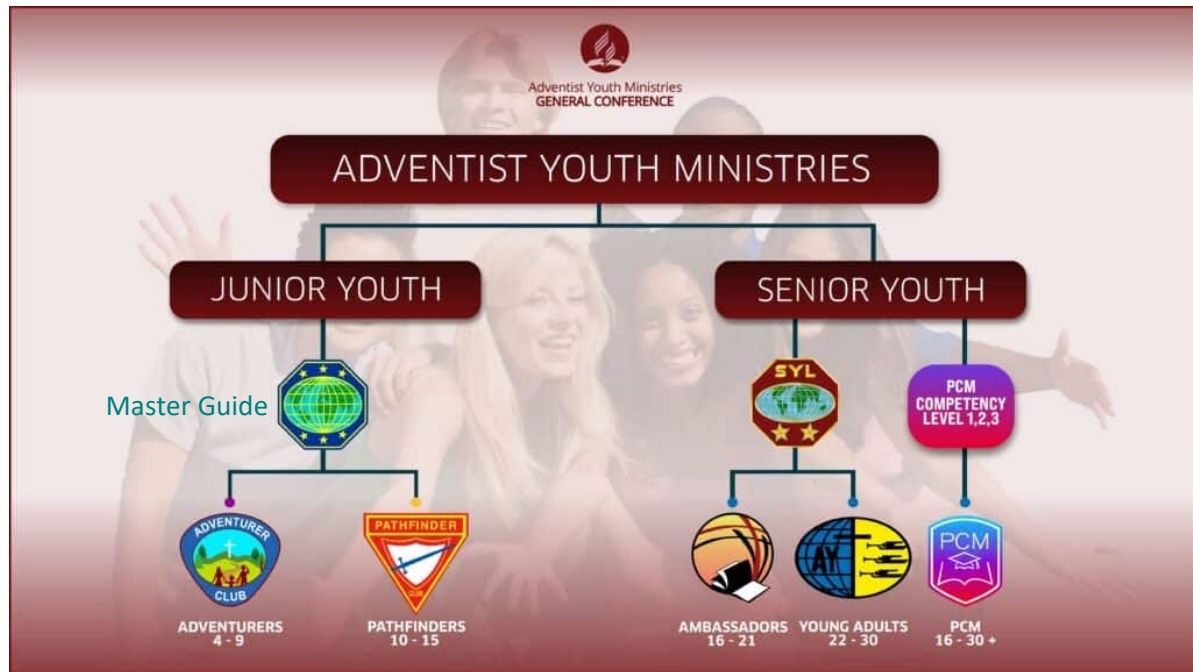 Adventist Youth Ministries
GENERAL CONFERENCE
ADVENTIST YOUTH MINISTRIES
JUNIOR YOUTH
SENIOR YOUTH
Master Guide
SYL
PCM
COMPETENCY
LEVEL 1,2,3
ADVENTURER
CLUB
PATHFINDER
CLUB
AY
PCM
ADVENTURERS
4 - 9
PATHFINDERS
10 - 15
AMBASSADORS
16 - 21
YOUNG ADULTS
22 - 30
PCM
16 - 30 +